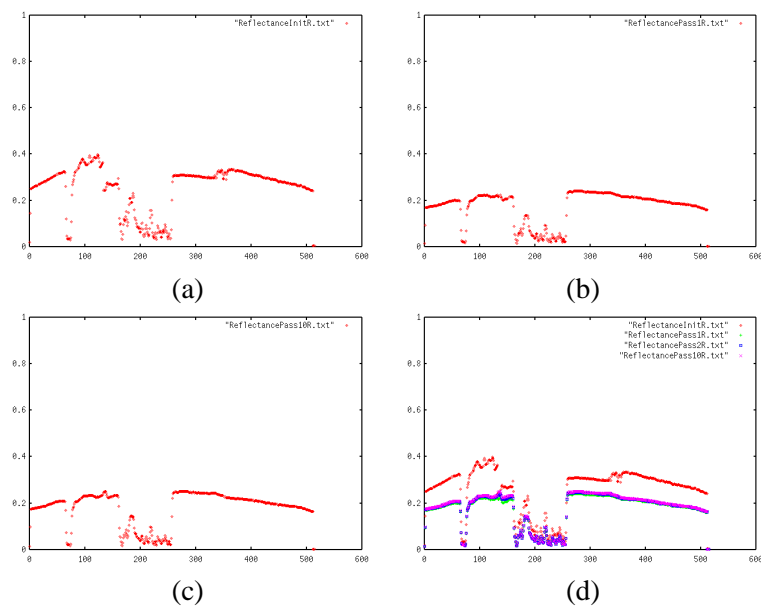 "ReflectanceInitR.txt"
1
0.8
0.6
0.4
0.2
0
0 100 200 300 400 500 600
(a)
"ReflectancePass1R.txt"
1
0.8
0.6
0.4
0.2
0
0 100 200 300 400 500 600
(b)
"ReflectancePass10R.txt"
1
0.8
0.6
0.4
0.2
0
0 100 200 300 400 500 600
(c)
"ReflectanceInitR.txt"
"ReflectancePass1R.txt"
"ReflectancePass2R.txt"
"ReflectancePass10R.txt"
1
0.8
0.6
0.4
0.2
0
0 100 200 300 400 500 600
(d)